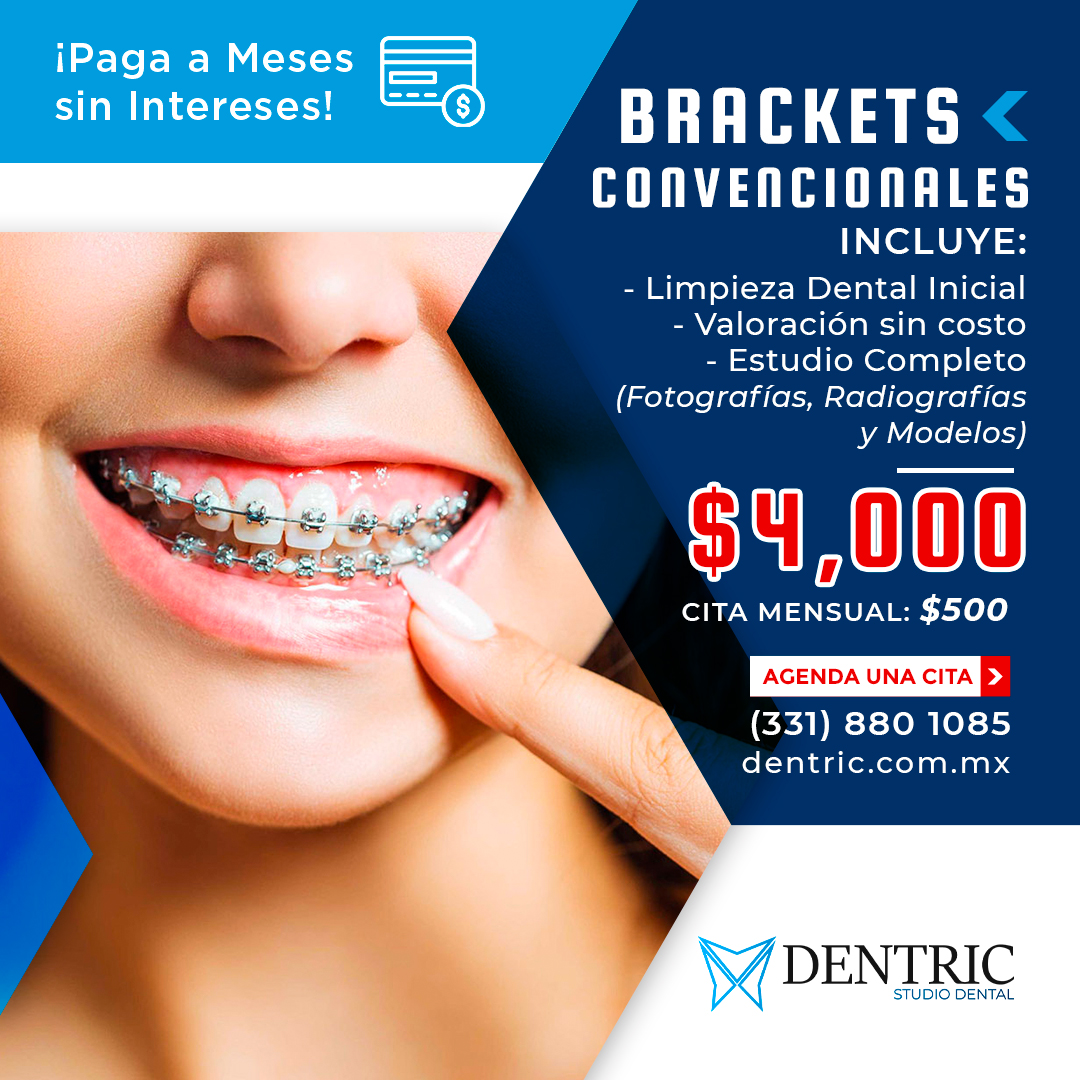 ¡Paga a Meses
sin Intereses!
$
BRACKETS
CONVENCIONALES
INCLUYE:
- Limpieza Dental Inicial
- Valoración sin costo
- Estudio Completo
(Fotografías, Radiografías
y Modelos)
$4,000
CITA MENSUAL: $500
AGENDA UNA CITA
(331) 880 1085
dentric.com.mx
DENTRIC
STUDIO DENTAL